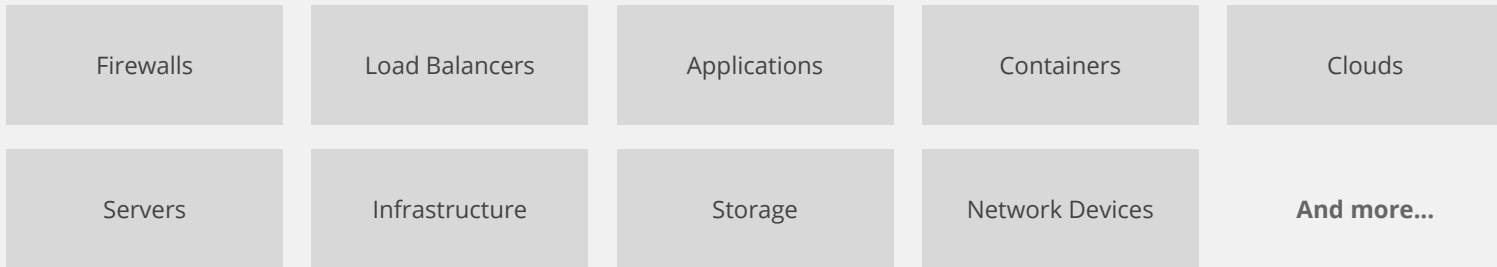 Firewalls
Load Balancers
Applications
Containers
Clouds
Servers
Infrastructure
Storage
Network Devices
And more...